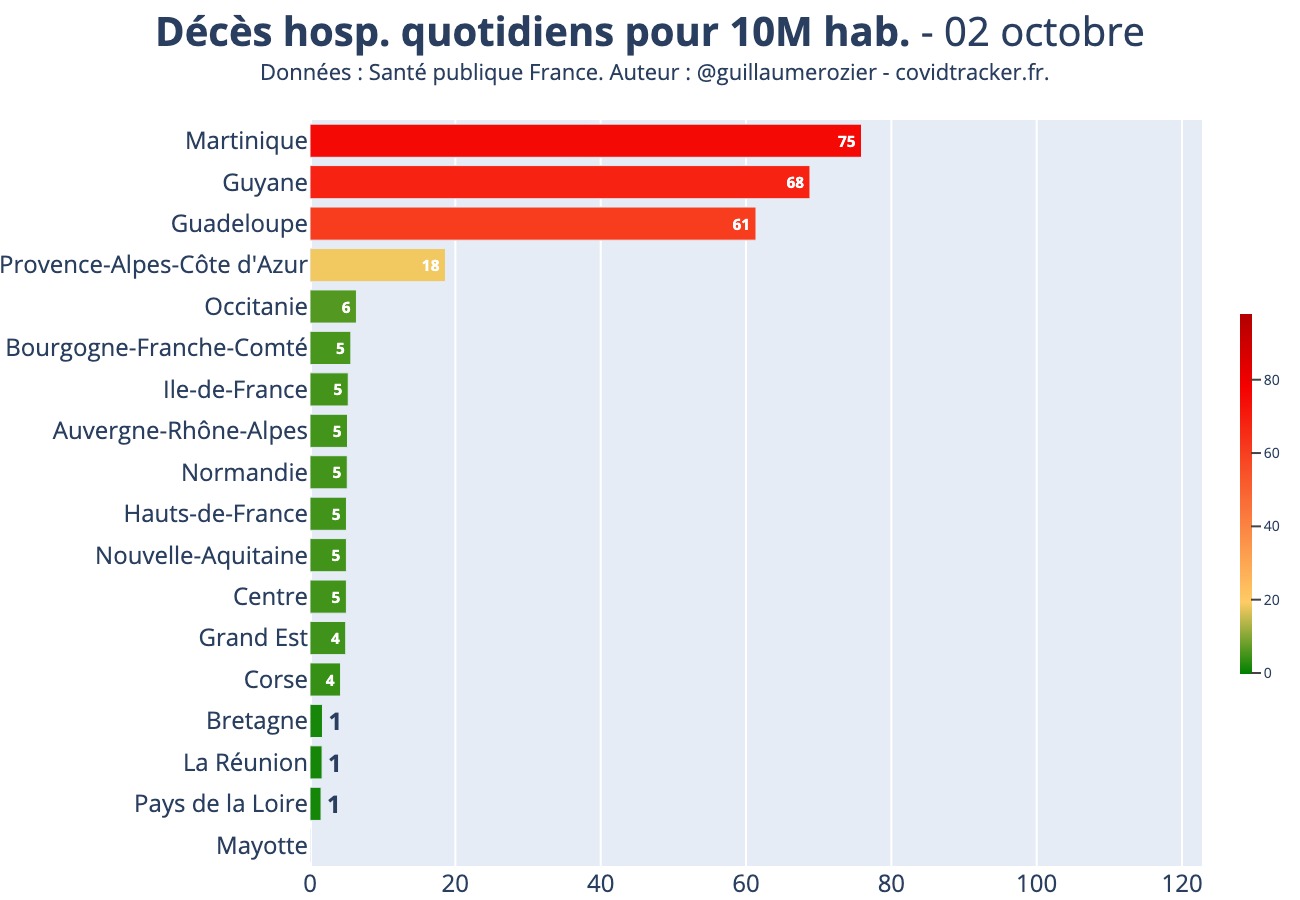 Décès hosp. quotidiens pour 10M hab. - 02 octobre
Données : Santé publique France. Auteur : @guillaumerozier - covidtracker.fr.
Martinique 75
Guyane 68
Guadeloupe 61
Provence-Alpes-Côte d'Azur 18
Occitanie 6
Bourgogne-Franche-Comté 5
Ile-de-France 5
Auvergne-Rhône-Alpes 5
Normandie 5
Hauts-de-France 5
Nouvelle-Aquitaine 5
Centre 5
Grand Est 4
Corse 4
Bretagne 1
La Réunion 1
Pays de la Loire 1
Mayotte
0 20 40 60 80 100 120
80
60
40
20
0